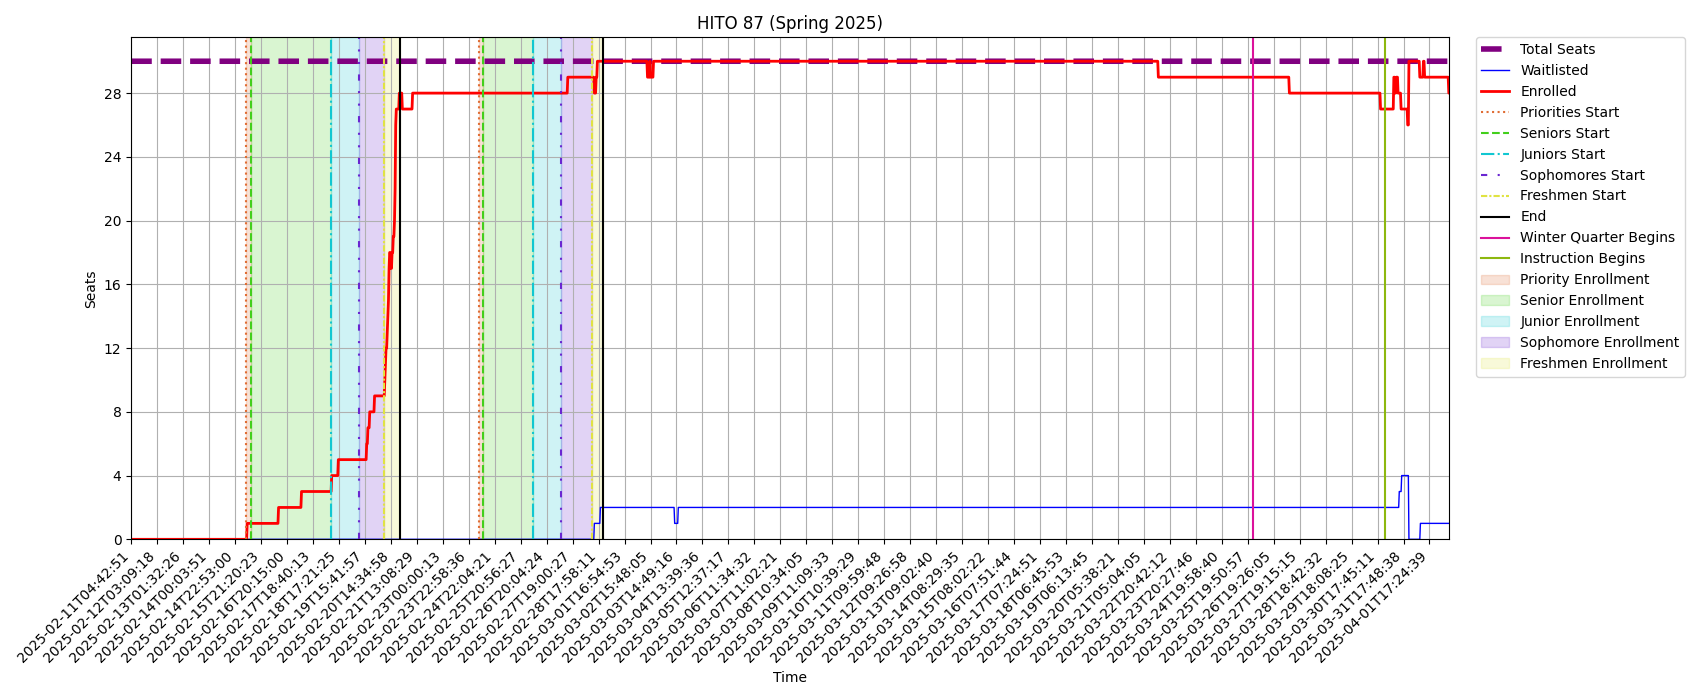 HITO 87 (Spring 2025)
Seats
28
24
20
16
12
8
4
0
2025-02-11T04:42:51
2025-02-12T03:09:18
2025-02-13T01:32:26
2025-02-14T00:03:51
2025-02-14T22:53:00
2025-02-15T21:20:23
2025-02-16T20:15:00
2025-02-17T18:40:13
2025-02-18T17:21:25
2025-02-19T15:41:57
2025-02-20T14:34:58
2025-02-21T13:08:29
2025-02-23T00:00:13
2025-02-23T22:58:36
2025-02-24T22:04:21
2025-02-25T20:56:27
2025-02-26T20:04:24
2025-02-27T19:00:27
2025-02-28T17:58:11
2025-03-01T16:54:53
2025-03-02T15:48:05
2025-03-03T14:49:16
2025-03-04T13:39:36
2025-03-05T12:37:17
2025-03-06T11:34:32
2025-03-07T11:02:21
2025-03-08T10:34:05
2025-03-09T11:09:33
2025-03-10T10:39:29
2025-03-11T09:59:48
2025-03-12T09:26:58
2025-03-13T09:02:40
2025-03-14T08:29:35
2025-03-15T08:02:22
2025-03-16T07:51:44
2025-03-17T07:24:51
2025-03-18T06:45:53
2025-03-19T06:13:45
2025-03-20T05:38:21
2025-03-21T05:04:05
2025-03-22T20:42:12
2025-03-23T20:27:46
2025-03-24T19:58:40
2025-03-25T19:50:57
2025-03-26T19:26:05
2025-03-27T19:15:15
2025-03-28T18:42:32
2025-03-29T18:08:25
2025-03-30T17:45:11
2025-03-31T17:48:38
2025-04-01T17:24:39
Time
Total Seats
Waitlisted
Enrolled
Priorities Start
Seniors Start
Juniors Start
Sophomores Start
Freshmen Start
End
Winter Quarter Begins
Instruction Begins
Priority Enrollment
Senior Enrollment
Junior Enrollment
Sophomore Enrollment
Freshmen Enrollment